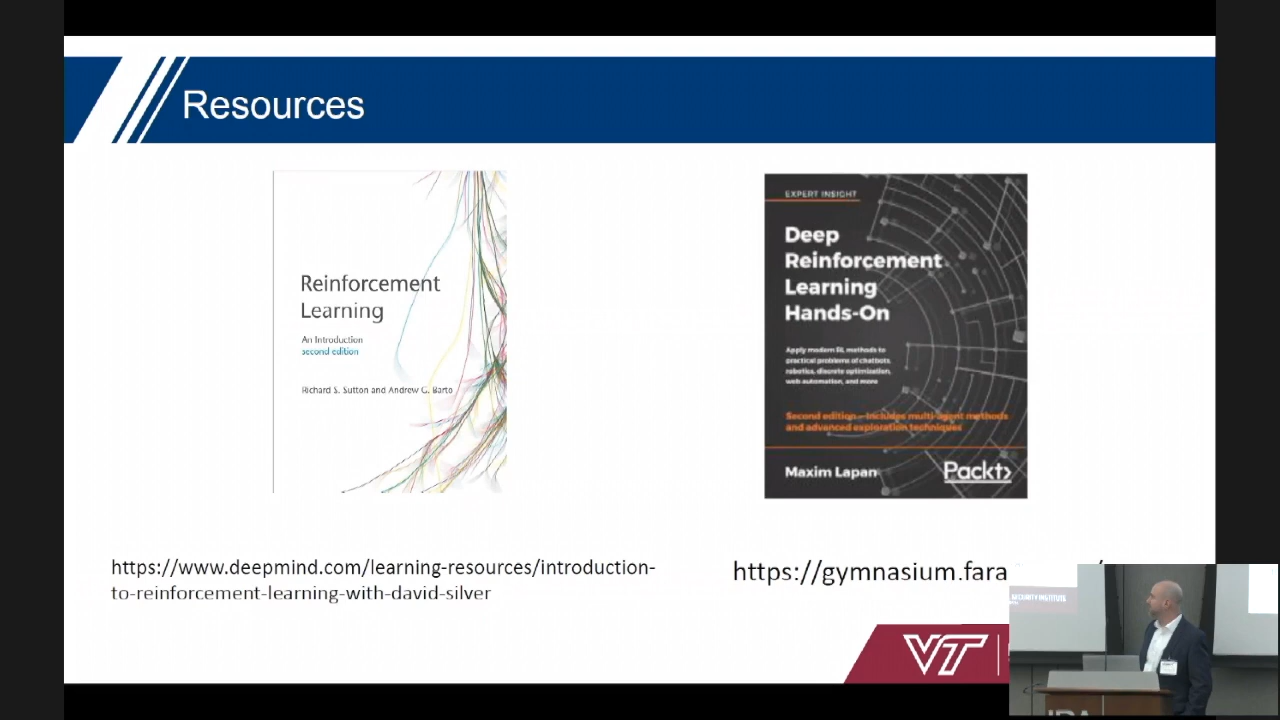 Resources
Reinforcement
Learning
An Introduction
second edition
Richard S. Sutton and Andrew G. Barto
EXPERT INSIGHT
Deep
Reinforcement
Learning
Hands-On
Apply modern RL methods to
practical problems of chatbots,
robotics, discrete optimization,
web automation, and more
Second edition – Includes multi-agent methods
and advanced exploration techniques
Maxim Lapan
Packt>
https://www.deepmind.com/learning-resources/introduction-
to-reinforcement-learning-with-david-silver
https://gymnasium.fara
VT
SECURITY INSTITUTE